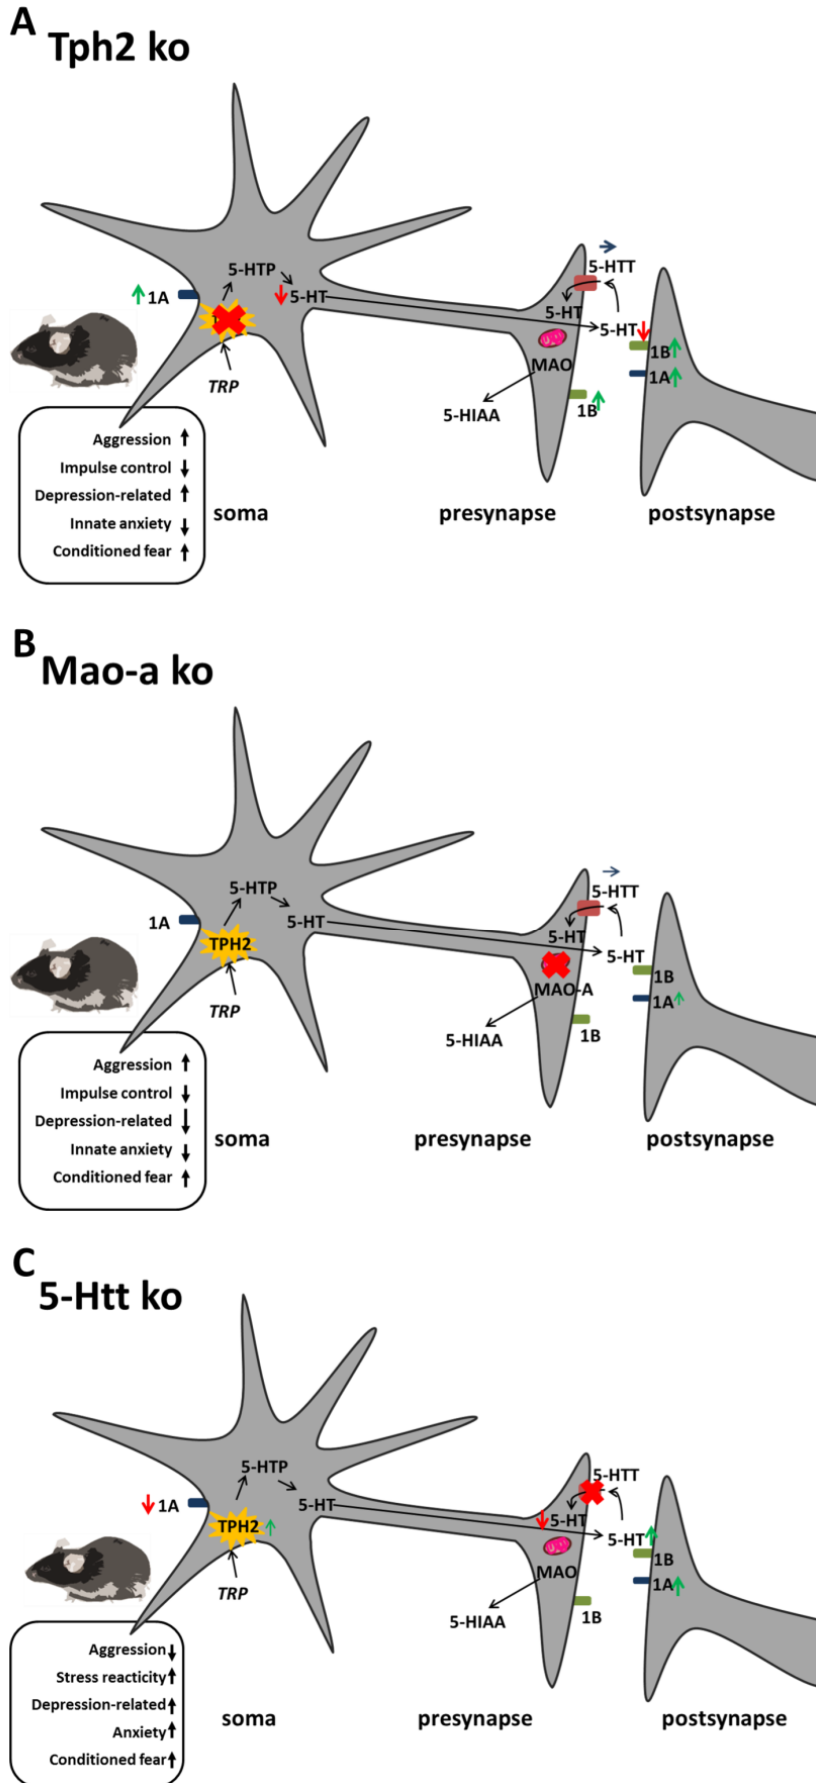 A
Tph2 ko
5-HTP
5-HT
1A
TRP
5-HTT
5-HT
5-HT
MAO
5-HIAA
1B
1B
1A
Aggression
Impulse control
Depression-related
Innate anxiety
Conditioned fear
soma
presynapse
postsynapse
B
Mao-a ko
5-HTP
5-HT
1A
TPH2
TRP
5-HTT
5-HT
5-HT
MAO-A
5-HIAA
1B
1B
1A
Aggression
Impulse control
Depression-related
Innate anxiety
Conditioned fear
soma
presynapse
postsynapse
C
5-Htt ko
5-HTP
5-HT
1A
TPH2
TRP
5-HTT
5-HT
5-HT
MAO
5-HIAA
1B
1B
1A
Aggression
Stress reacticity
Depression-related
Anxiety
Conditioned fear
soma
presynapse
postsynapse